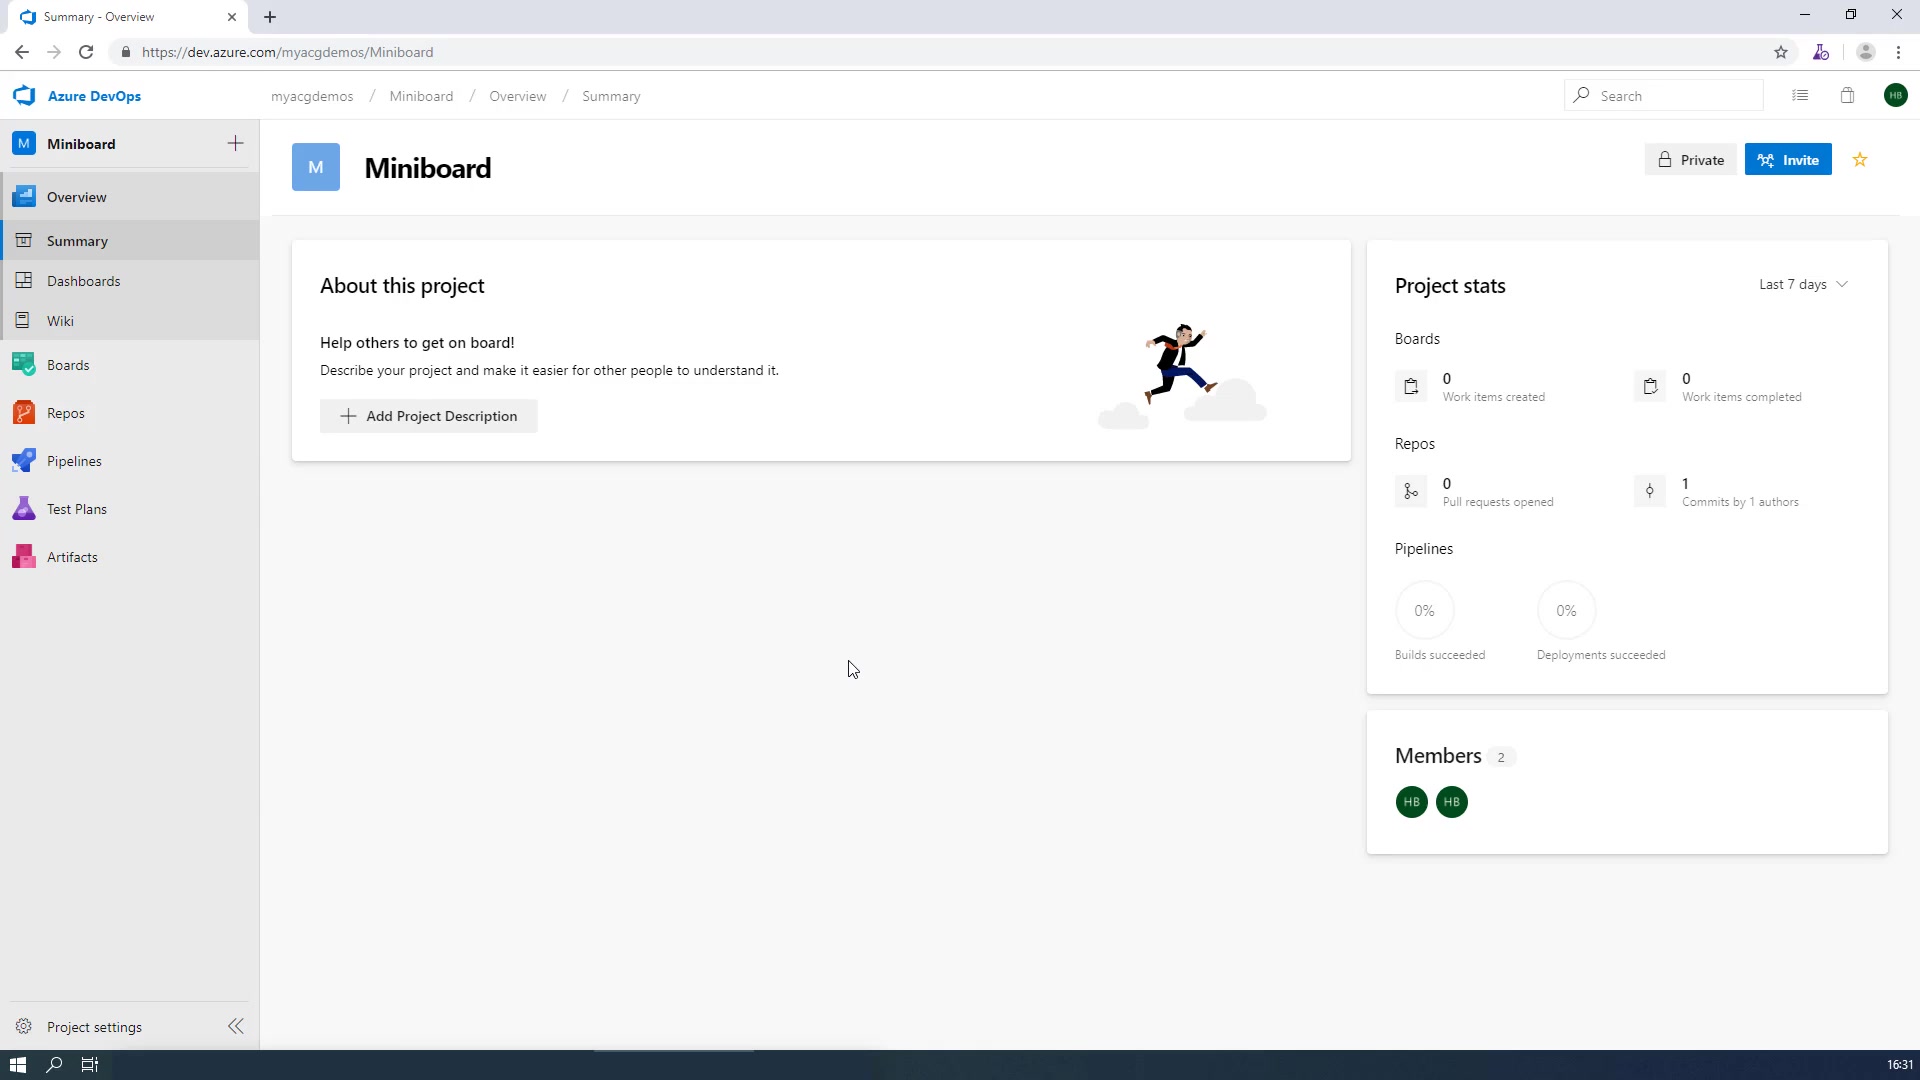 Summary - Overview
https://dev.azure.com/myacgdemos/Miniboard
Azure DevOps
myacgdemos / Miniboard / Overview / Summary
Search
HB
M
Miniboard
M
Miniboard
Private
Invite
Overview
Summary
Dashboards
Wiki
Boards
Repos
Pipelines
Test Plans
Artifacts
Project settings
About this project
Help others to get on board!
Describe your project and make it easier for other people to understand it.
Add Project Description
Project stats
Last 7 days
Boards
0
Work items created
0
Work items completed
Repos
0
Pull requests opened
1
Commits by 1 authors
Pipelines
0%
Builds succeeded
0%
Deployments succeeded
Members 2
HB HB
16:31